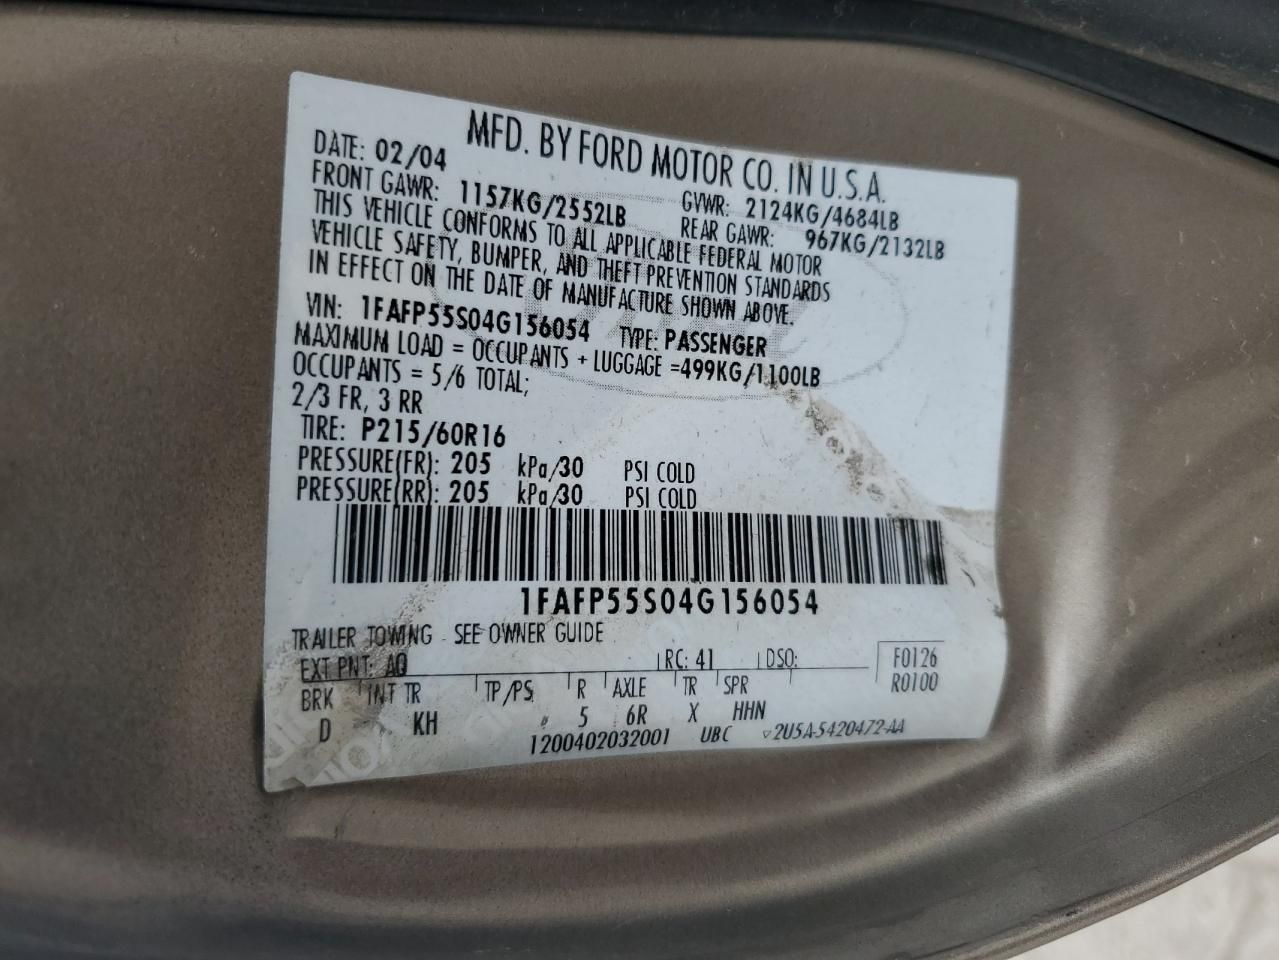 MFD. BY FORD MOTOR CO. IN U.S.A.
DATE: 02/04 GVWR: 2124KG/4684LB
FRONT GAWR: 1157KG/2552LB REAR GAWR: 967KG/2132LB
THIS VEHICLE CONFORMS TO ALL APPLICABLE FEDERAL MOTOR
VEHICLE SAFETY, BUMPER, AND THEFT PREVENTION STANDARDS
IN EFFECT ON THE DATE OF MANUFACTURE SHOWN ABOVE.
VIN: 1FAFP55S04G156054 TYPE: PASSENGER
MAXIMUM LOAD = OCCUPANTS + LUGGAGE =499KG/1100LB
OCCUPANTS = 5/6 TOTAL;
2/3 FR, 3 RR
TIRE: P215/60R16
PRESSURE(FR): 205 kPa/30 PSI COLD
PRESSURE(RR): 205 kPa/30 PSI COLD
1FAFP55S04G156054
TRAILER TOWING - SEE OWNER GUIDE
EXT PNT: AQ RC: 41 DSO: F0126
BRK INT TR TP/PS R AXLE TR SPR R0100
D KH 5 6R X HHN
1200402032001 UBC 2U5A-5420472-AA